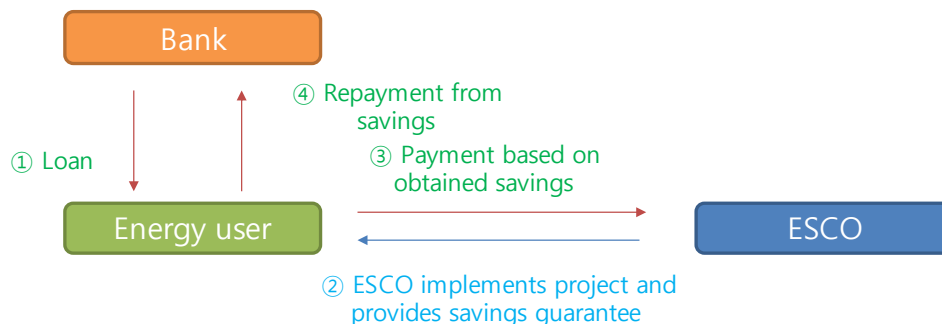 Bank
④ Repayment from
savings
③ Payment based on
obtained savings
① Loan
Energy user
ESCO
② ESCO implements project and
provides savings guarantee